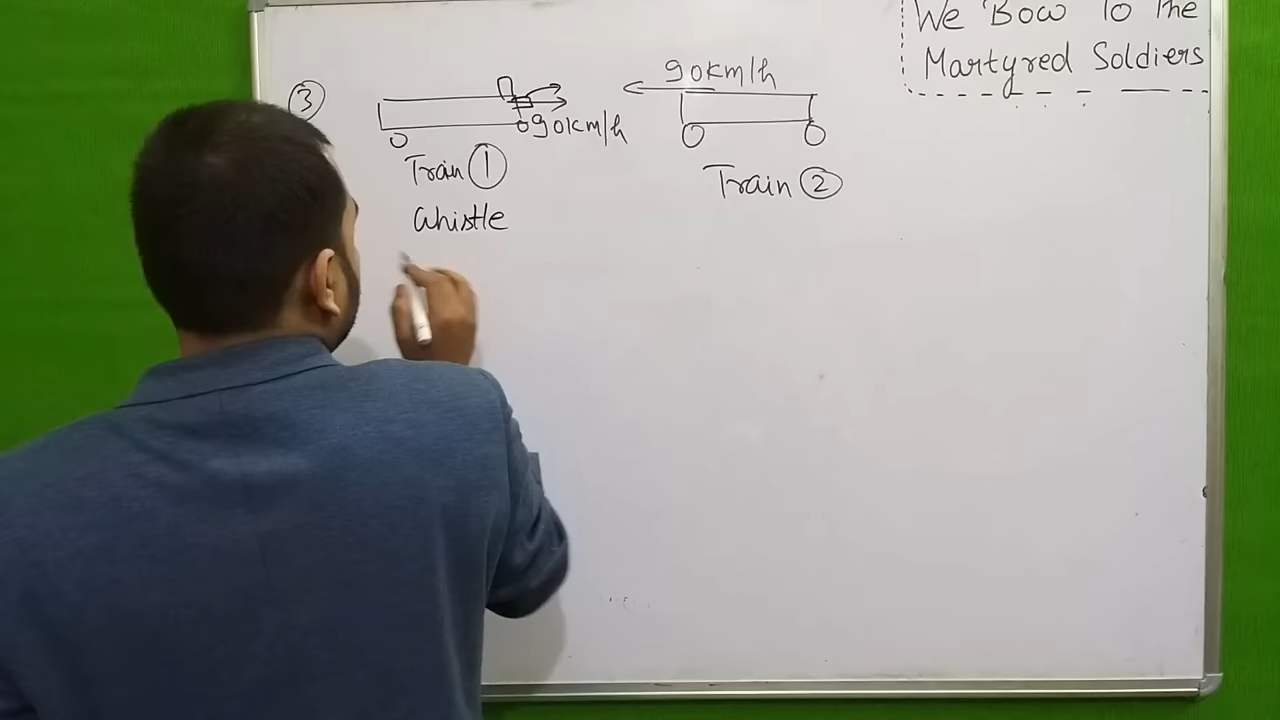 We Bow To The
Martyred Soldiers
3
90km/h
90km/h
Train 1
Train 2
Whistle